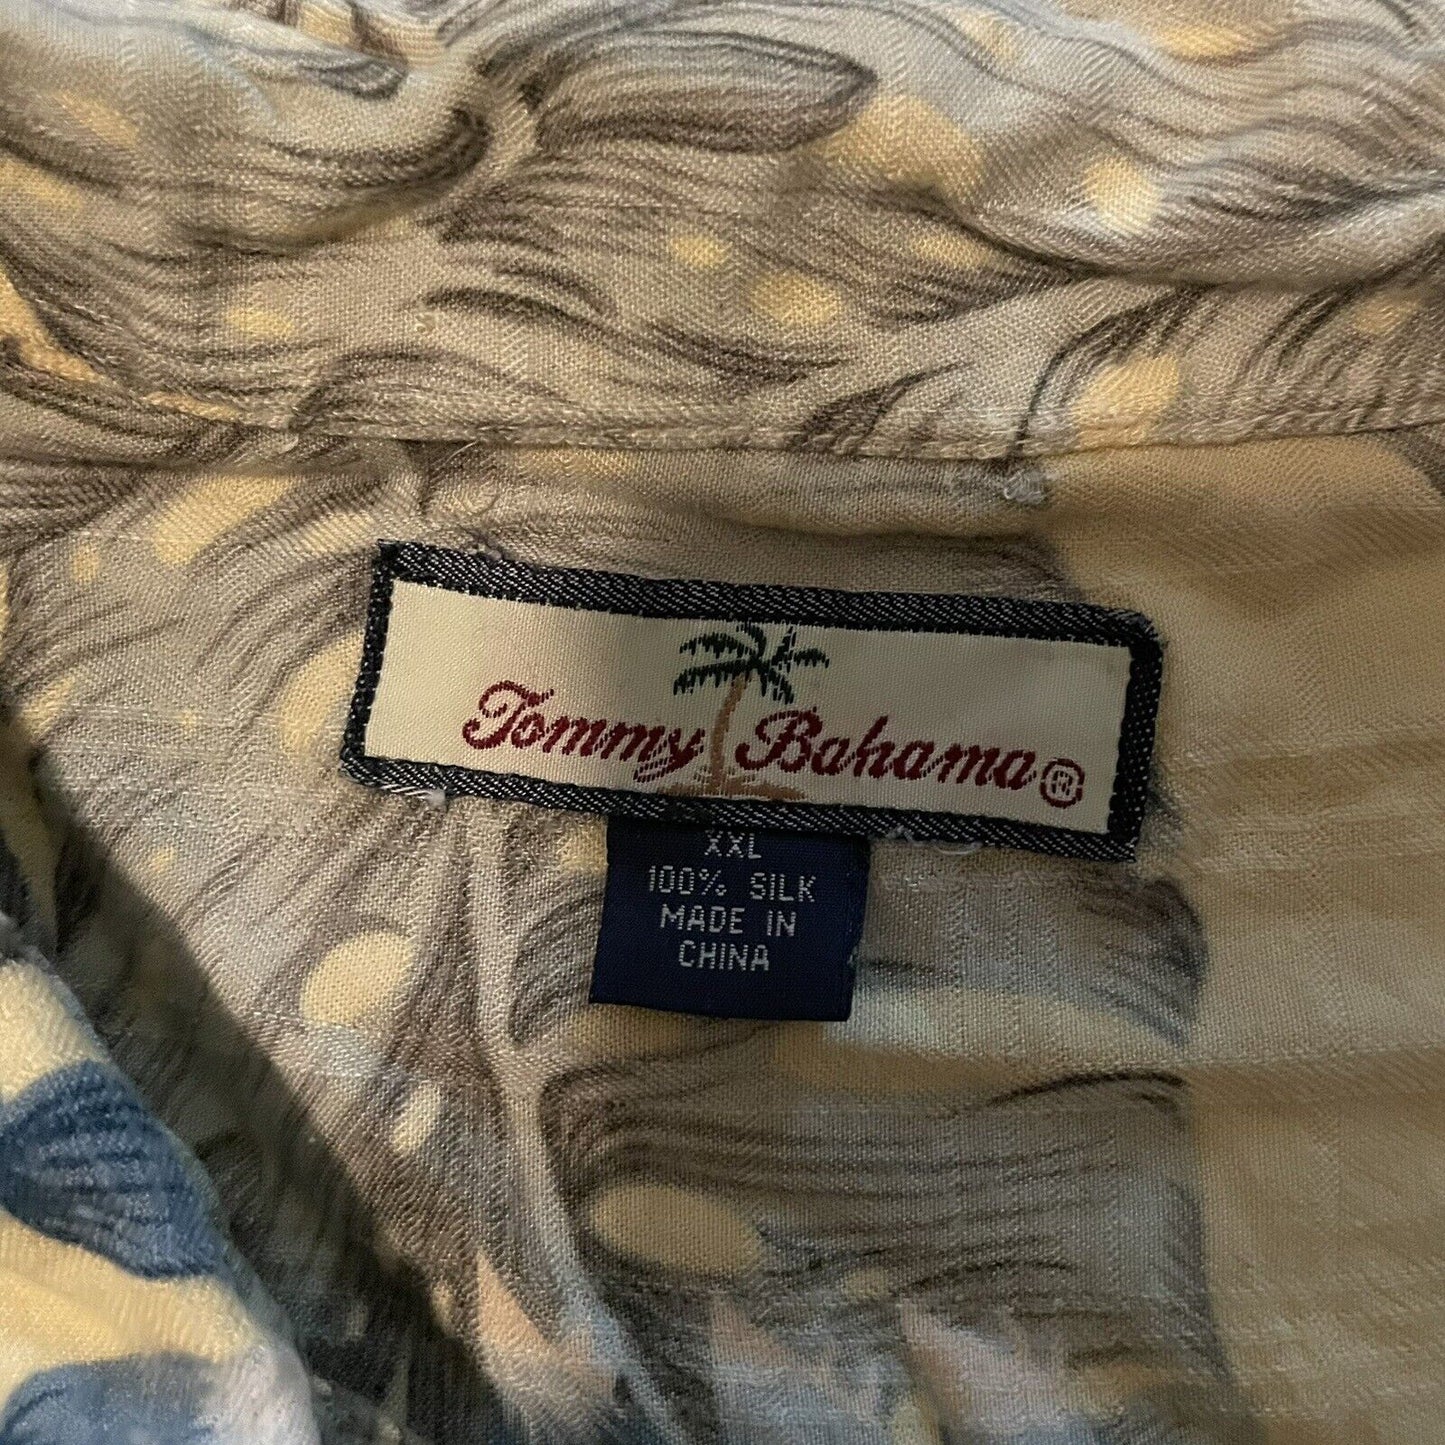 Tommy Bahama®
XXL
100% SILK
MADE IN
CHINA